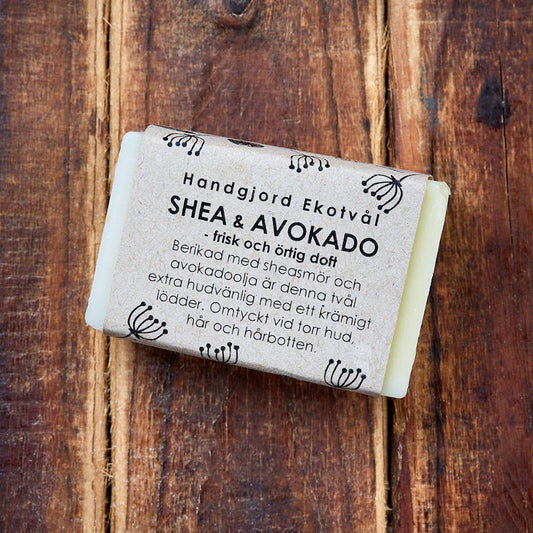 Handgjord Ekotvål
SHEA & AVOKADO
- frisk och örtig doft
Berikad med sheasmör och
avokadoolja är denna tvål
extra hudvänlig med ett krämigt
lödder. Omtyckt vid torr hud,
hår och hårbotten.